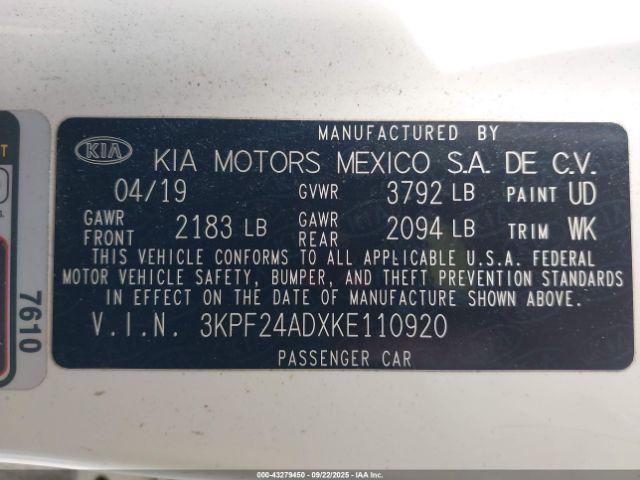 MANUFACTURED BY
KIA KIA MOTORS MEXICO S.A. DE C.V.
04/19 GVWR 3792 LB PAINT UD
GAWR FRONT 2183 LB GAWR REAR 2094 LB TRIM WK
THIS VEHICLE CONFORMS TO ALL APPLICABLE U.S.A. FEDERAL
MOTOR VEHICLE SAFETY, BUMPER, AND THEFT PREVENTION STANDARDS
IN EFFECT ON THE DATE OF MANUFACTURE SHOWN ABOVE.
V.I.N. 3KPF24ADXKE110920
PASSENGER CAR
7610
000-43279450 - 09/22/2025 - IAAI.COM